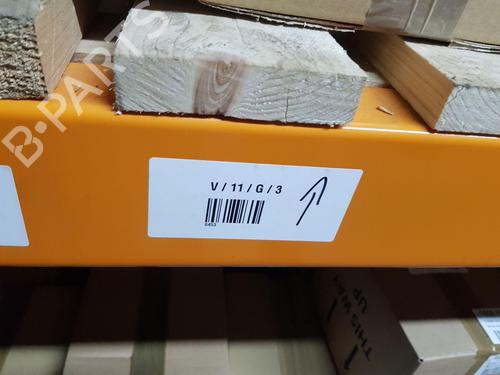 B-PARTS
V / 11 / G / 3
6453
THIS WAY
UP